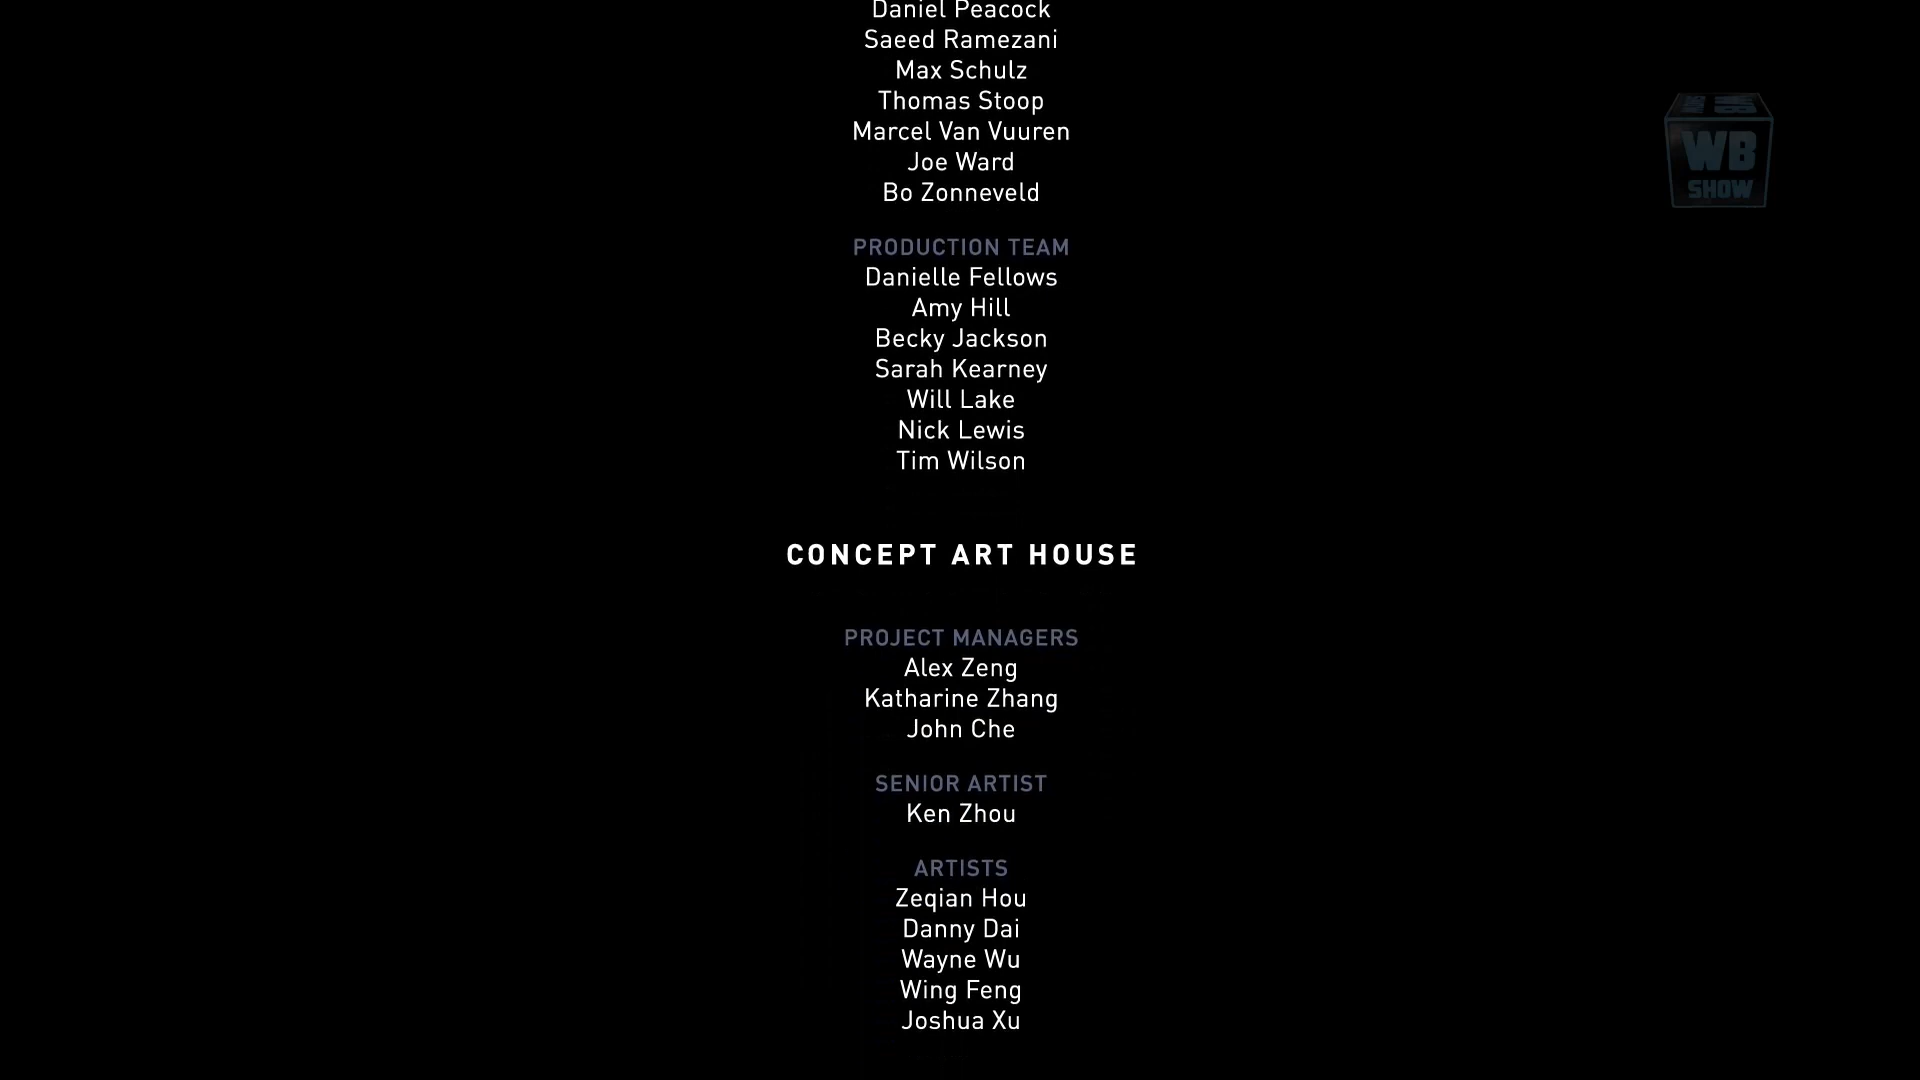 Daniel Peacock
Saeed Ramezani
Max Schulz
Thomas Stoop
Marcel Van Vuuren
Joe Ward
Bo Zonneveld
PRODUCTION TEAM
Danielle Fellows
Amy Hill
Becky Jackson
Sarah Kearney
Will Lake
Nick Lewis
Tim Wilson
CONCEPT ART HOUSE
PROJECT MANAGERS
Alex Zeng
Katharine Zhang
John Che
SENIOR ARTIST
Ken Zhou
ARTISTS
Zeqian Hou
Danny Dai
Wayne Wu
Wing Feng
Joshua Xu
WB
SHOW
WB
SHOW